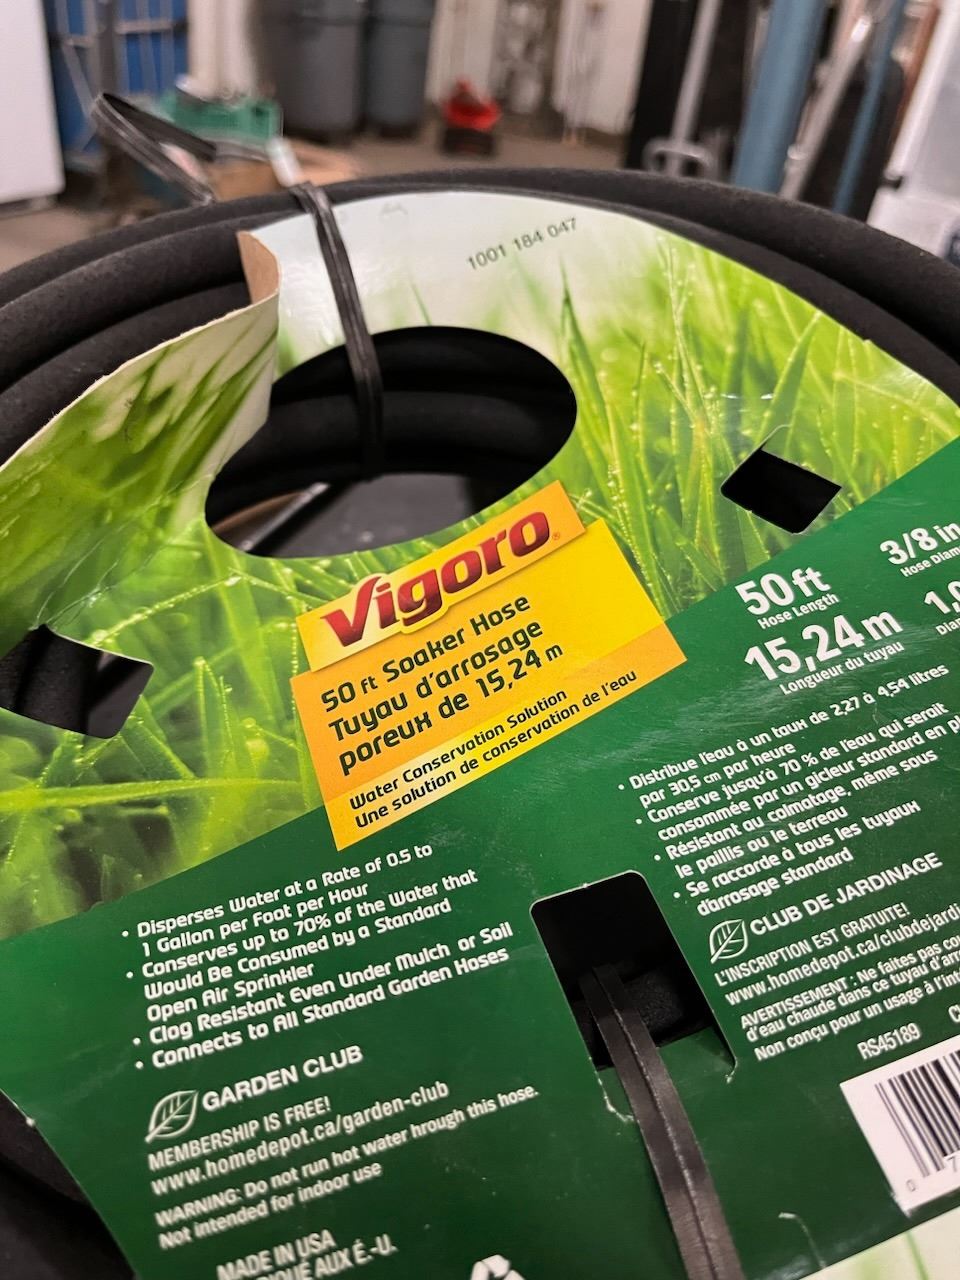 1001 184 047
Vigoro®
50 ft Soaker Hose
Tuyau d'arrosage
poreux de 15,24 m
Water Conservation Solution
Une solution de conservation de l'eau
50 ft
Hose Length
15,24 m
Longueur du tuyau
3/8 in
Hose
• Disperses Water at a Rate of 0.5 to
1 Gallon per Foot per Hour
• Conserves up to 70% of the Water that
Would Be Consumed by a Standard
Open Air Sprinkler
• Clog Resistant Even Under Mulch or Soil
• Connects to All Standard Garden Hoses
GARDEN CLUB
MEMBERSHIP IS FREE!
www.homedepot.ca/garden-club
WARNING: Do not run hot water hrough this hose.
Not intended for indoor use
MADE IN USA
AUX É.-U.
• Distribue l'eau à un taux de 2,27 à 4,54 litres
par 30,5 cm par heure
• Conserve jusqu'à 70 % de l'eau qui serait
consommée par un gicleur standard en
• Résistant au colmatage, même sous
le paillis ou le terreau
• Se raccorde à tous les tuyaux
d'arrosage standard
CLUB DE JARDINAGE
L'INSCRIPTION EST GRATUITE!
www.homedepot.ca/clubdejardi
AVERTISSEMENT : Ne faites pas
d'eau chaude dans ce tuyau
Non conçu pour un usage à
RS45189
0